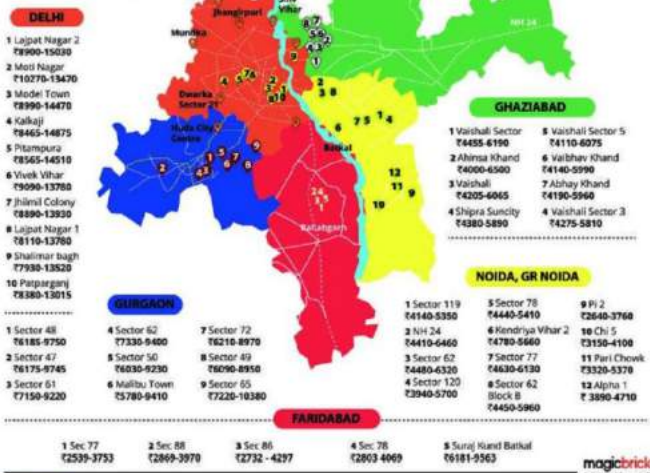 DELHI
1 Lajpat Nagar 2
₹8900-15030
2 Moti Nagar
₹10270-13470
3 Model Town
₹8990-14470
4 Kalkaji
₹8465-14875
5 Pitampura
₹8565-14510
6 Vivek Vihar
₹9090-13780
7 Jhilmil Colony
₹8890-13930
8 Lajpat Nagar 1
₹8110-13780
9 Shalimar bagh
₹7930-13520
10 Patparganj
₹8380-13015
Jhangirpuri
Vihar
Mundka
NH 24
Dwarka
Sector 21
Huda City
Centre
Batkal
Ballabgarh
GHAZIABAD
1 Vaishali Sector
₹4455-6190
2 Ahinsa Khand
₹4000-6500
3 Vaishali
₹4205-6065
4 Shipra Suncity
₹4380-5890
5 Vaishali Sector 5
₹4110-6075
6 Vaibhav Khand
₹4140-5990
7 Abhay Khand
₹4190-5960
4 Vaishali Sector 3
₹4275-5810
GURGAON
1 Sector 48
₹6185-9750
2 Sector 47
₹6175-9745
3 Sector 61
₹7150-9220
4 Sector 62
₹7330-9400
5 Sector 50
₹6030-9230
6 Malibu Town
₹5780-9410
7 Sector 72
₹6210-8970
8 Sector 49
₹6090-8950
9 Sector 65
₹7220-10380
NOIDA, GR NOIDA
1 Sector 119
₹4140-5350
2 NH 24
₹4410-6460
3 Sector 62
₹4480-6320
4 Sector 120
₹3940-5700
5 Sector 78
₹4440-5410
6 Kendriya Vihar 2
₹4780-5660
7 Sector 77
₹4630-6130
8 Sector 62
Block B
₹4450-5960
9 Pi 2
₹2640-3760
10 Chi 5
₹3150-4100
11 Pari Chowk
₹3320-5370
12 Alpha 1
₹ 3890-4710
FARIDABAD
1 Sec 77
₹2539-3753
2 Sec 88
₹2869-3970
3 Sec 86
₹2732 - 4297
4 Sec 78
₹2803 4069
5 Suraj Kund Batkal
₹6181-9563
magicbrick